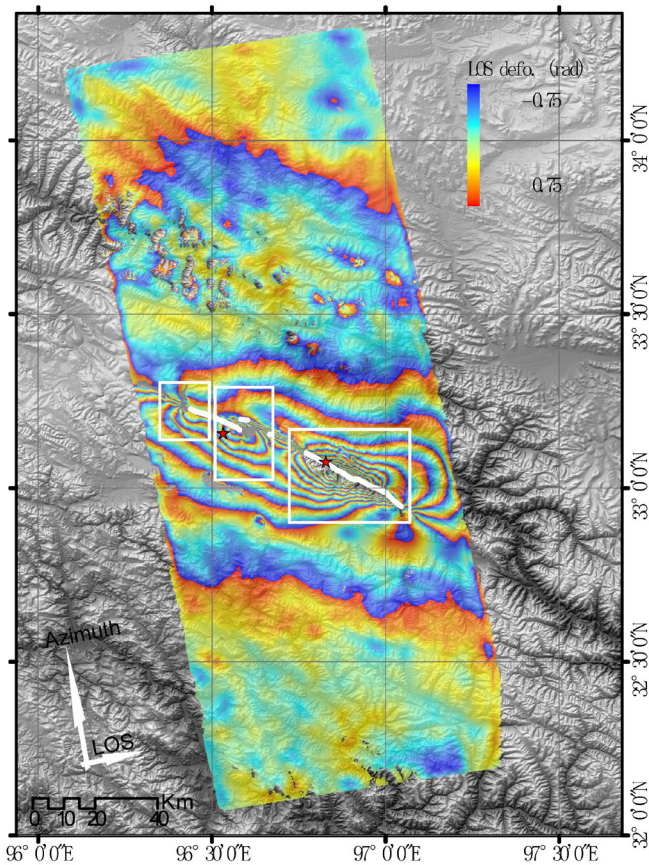 LOS defo. (rad)
-0.75
0.75
34° 0′0″N
33° 30′0″N
33° 0′0″N
32° 30′0″N
32° 0′0″N
Azimuth
LOS
0 10 20 40 Km
96° 0′0″E
96° 30′0″E
97° 0′0″E
97° 30′0″E